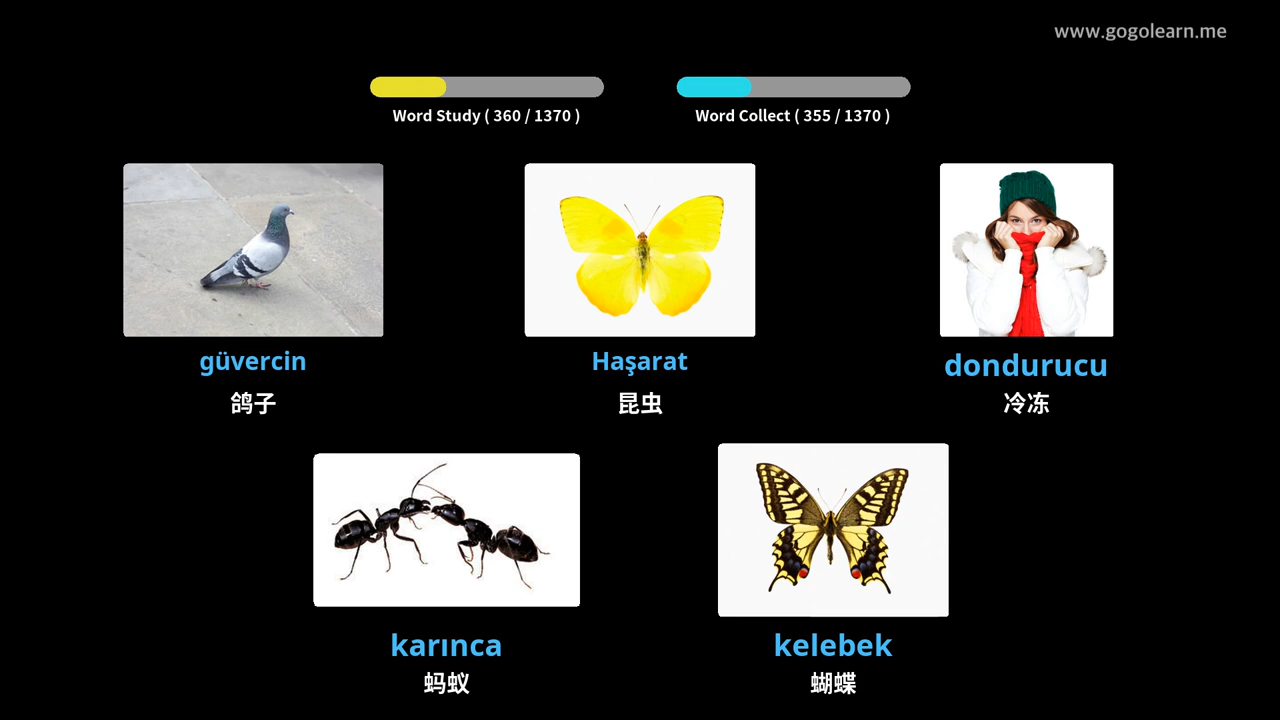 www.gogolearn.me
Word Study ( 360 / 1370 )
Word Collect ( 355 / 1370 )
güvercin
鸽子
Haşarat
昆虫
dondurucu
冷冻
karınca
蚂蚁
kelebek
蝴蝶